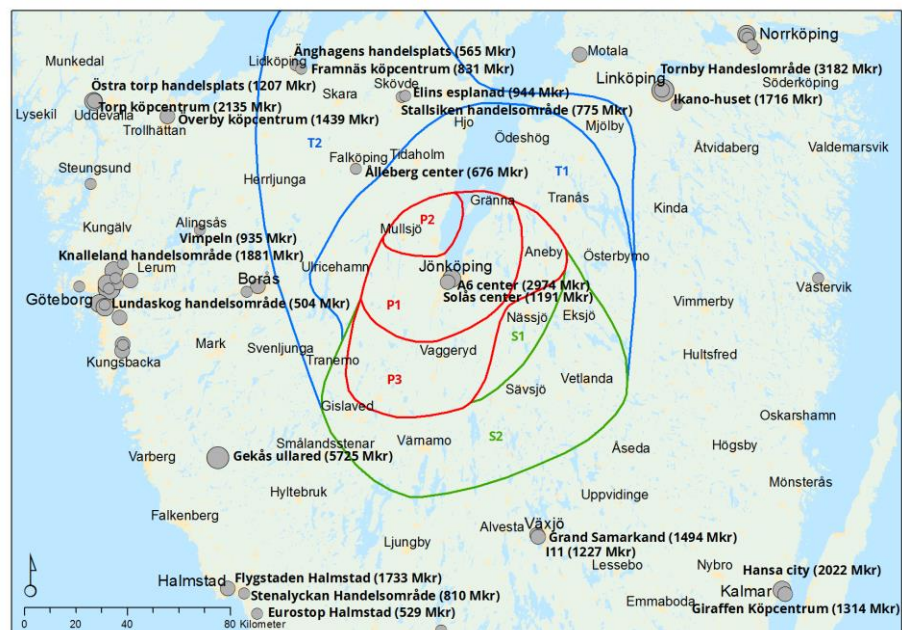 Norrköping
Munkedal
Lidköping
Änghagens handelsplats (565 Mkr)
Framnäs köpcentrum (831 Mkr)
Motala
Linköping
Tornby Handeslområde (3182 Mkr)
Söderköping
Östra torp handelsplats (1207 Mkr)
Skövde
Elins esplanad (944 Mkr)
Skara
Ikano-huset (1716 Mkr)
Torp köpcentrum (2135 Mkr)
Stallsiken handelsområde (775 Mkr)
Lysekil
Uddevalla
Överby köpcentrum (1439 Mkr)
Hjo
Mjölby
Trollhättan
Ödeshög
T2
Åtvidaberg
Valdemarsvik
Falköping
Tidaholm
Steungsund
Ålleberg center (676 Mkr)
T1
Herrljunga
Gränna
Tranås
Kinda
P2
Kungälv
Alingsås
Mullsjö
Vimpeln (935 Mkr)
Aneby
Knalleland handelsområde (1881 Mkr)
Österbymo
Lerum
Ulricehamn
Jönköping
Borås
A6 center (2974 Mkr)
Västervik
Göteborg
Lundaskog handelsområde (504 Mkr)
Solås center (1191 Mkr)
P1
Vimmerby
Nässjö
Eksjö
S1
Mark
Svenljunga
Vaggeryd
Hultsfred
Kungsbacka
Tranemo
P3
Vetlanda
Sävsjö
Gislaved
Oskarshamn
S2
Smålandsstenar
Värnamo
Högsby
Åseda
Varberg
Gekås ullared (5725 Mkr)
Mönsterås
Hyltebruk
Uppvidinge
Falkenberg
Alvesta
Växjö
Grand Samarkand (1494 Mkr)
Ljungby
I11 (1227 Mkr)
Lessebo
Nybro
Hansa city (2022 Mkr)
Halmstad
Flygstaden Halmstad (1733 Mkr)
Kalmar
Stenalyckan Handelsområde (810 Mkr)
Emmaboda
Giraffen Köpcentrum (1314 Mkr)
Eurostop Halmstad (529 Mkr)
0 20 40 80 Kilometer